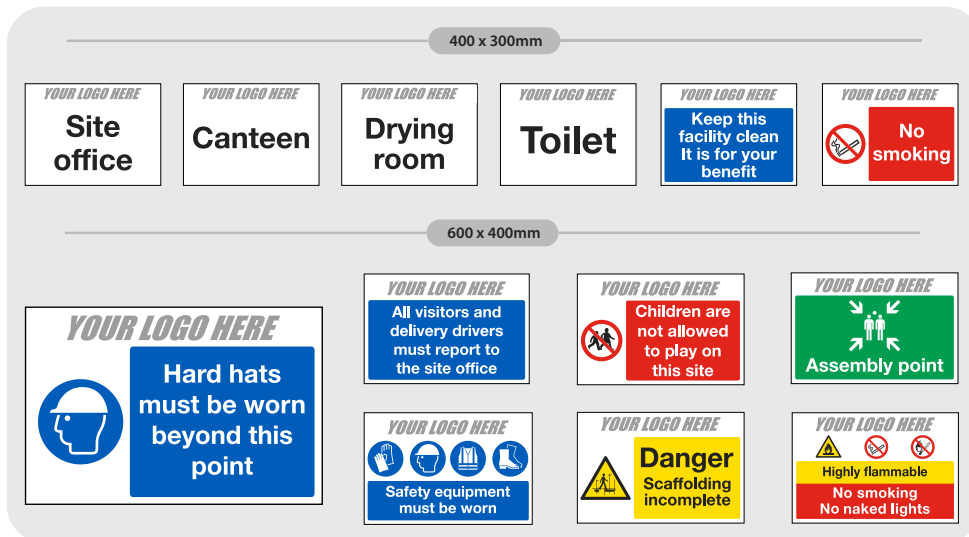 400 x 300mm
YOUR LOGO HERE
Site
office
YOUR LOGO HERE
Canteen
YOUR LOGO HERE
Drying
room
YOUR LOGO HERE
Toilet
YOUR LOGO HERE
Keep this
facility clean
It is for your
benefit
YOUR LOGO HERE
No
smoking
600 x 400mm
YOUR LOGO HERE
Hard hats
must be worn
beyond this
point
YOUR LOGO HERE
All visitors and
delivery drivers
must report to
the site office
YOUR LOGO HERE
Children are
not allowed
to play on
this site
YOUR LOGO HERE
Assembly point
YOUR LOGO HERE
Safety equipment
must be worn
YOUR LOGO HERE
Danger
Scaffolding
incomplete
YOUR LOGO HERE
Highly flammable
No smoking
No naked lights